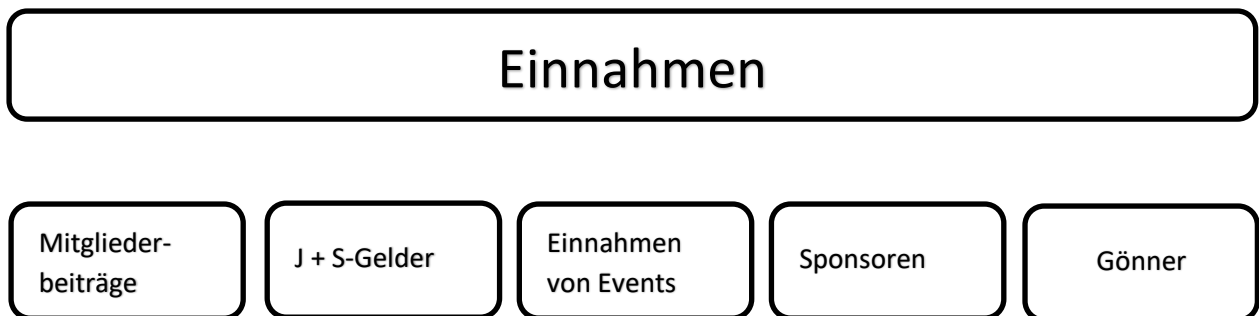 Einnahmen
Mitglieder-
beiträge
J + S-Gelder
Einnahmen
von Events
Sponsoren
Gönner